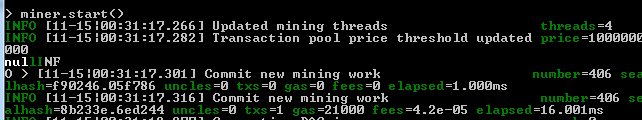 > miner.start()
INFO [11-15|00:31:17.266] Updated mining threads threads=4
INFO [11-15|00:31:17.282] Transaction pool price threshold updated price=1000000
000
nullINF
O > [11-15|00:31:17.301] Commit new mining work number=406 sea
lhash=f90246.05f786 uncles=0 txs=0 gas=0 fees=0 elapsed=1.000ms
INFO [11-15|00:31:17.316] Commit new mining work number=406 se
alhash=8b233e.6ed244 uncles=0 txs=1 gas=21000 fees=4.2e-05 elapsed=16.001ms